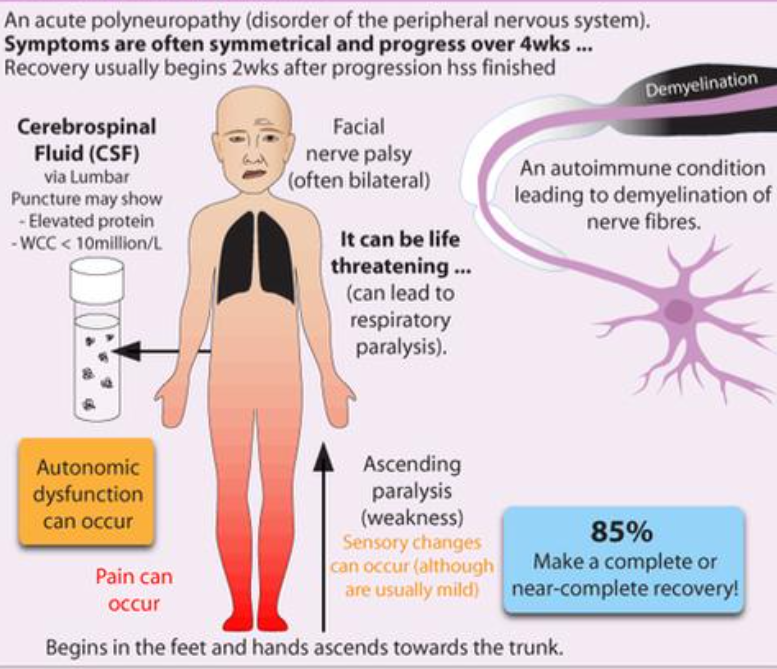 An acute polyneuropathy (disorder of the peripheral nervous system).
Symptoms are often symmetrical and progress over 4wks ...
Recovery usually begins 2wks after progression hss finished
Demyelination
Cerebrospinal
Fluid (CSF)
via Lumbar
Puncture may show
- Elevated protein
- WCC < 10million/L
Facial
nerve palsy
(often bilateral)
An autoimmune condition
leading to demyelination of
nerve fibres.
It can be life
threatening ...
(can lead to
respiratory
paralysis).
Autonomic
dysfunction
can occur
Ascending
paralysis
(weakness)
Sensory changes
can occur (although
are usually mild)
85%
Make a complete or
near-complete recovery!
Pain can
occur
Begins in the feet and hands ascends towards the trunk.